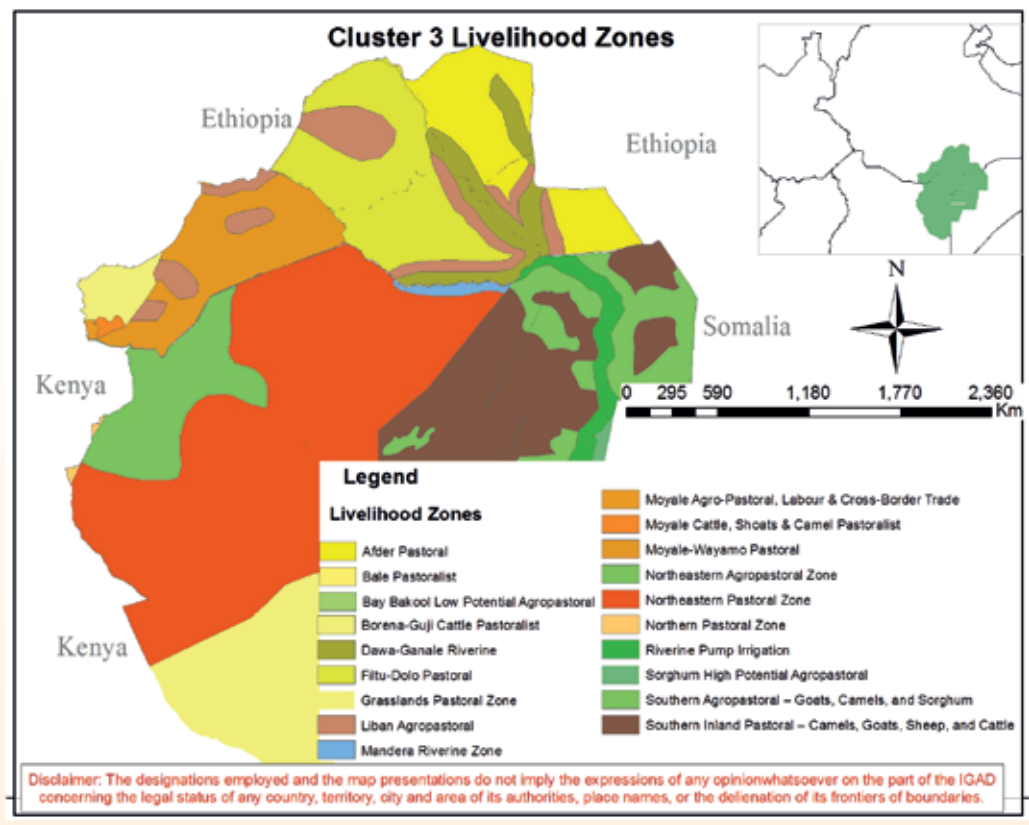 Cluster 3 Livelihood Zones
Ethiopia
Ethiopia
N
Somalia
Kenya
0 295 590 1,180 1,770 2,360
Km
Kenya
Legend
Livelihood Zones
Afder Pastoral
Bale Pastoralist
Bay Bakool Low Potential Agropastoral
Borena-Guji Cattle Pastoralist
Dawa-Ganale Riverine
Filtu-Dolo Pastoral
Grasslands Pastoral Zone
Liban Agropastoral
Mandera Riverine Zone
Moyale Agro-Pastoral, Labour & Cross-Border Trade
Moyale Cattle, Shoats & Camel Pastoralist
Moyale-Wayamo Pastoral
Northeastern Agropastoral Zone
Northeastern Pastoral Zone
Northern Pastoral Zone
Riverine Pump Irrigation
Sorghum High Potential Agropastoral
Southern Agropastoral – Goats, Camels, and Sorghum
Southern Inland Pastoral – Camels, Goats, Sheep, and Cattle
Disclaimer: The designations employed and the map presentations do not imply the expressions of any opinionwhatsoever on the part of the IGAD
concerning the legal status of any country, territory, city and area of its authorities, place names, or the delienation of its frontiers of boundaries.